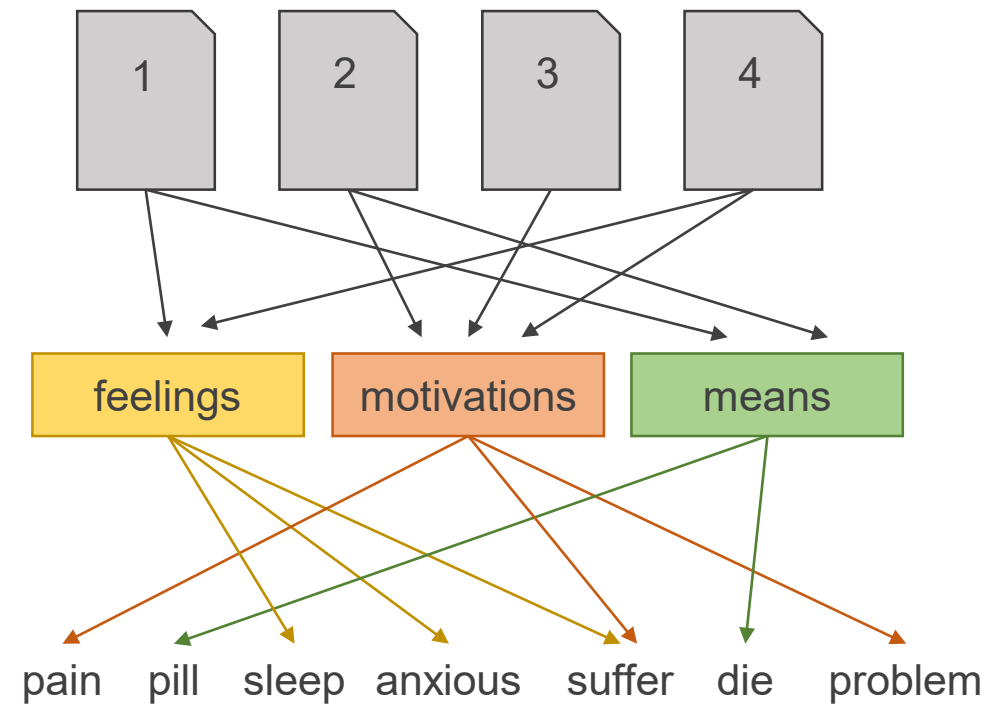 1 2 3 4
feelings motivations means
pain pill sleep anxious suffer die problem